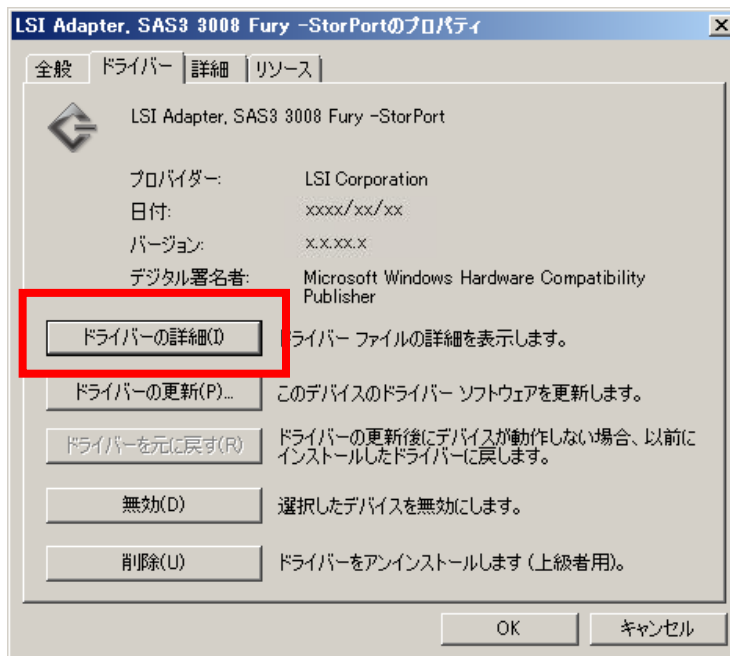 LSI Adapter, SAS3 3008 Fury -StorPortのプロパティ
全般 ドライバー 詳細 リソース
LSI Adapter, SAS3 3008 Fury -StorPort
プロバイダー: LSI Corporation
日付: xxxx/xx/xx
バージョン: x.x.xx.x
デジタル署名者: Microsoft Windows Hardware Compatibility
Publisher
ドライバーの詳細(I) ドライバー ファイルの詳細を表示します。
ドライバーの更新(P)... このデバイスのドライバー ソフトウェアを更新します。
ドライバーを元に戻す(R) ドライバーの更新後にデバイスが動作しない場合、以前に
インストールしたドライバーに戻します。
無効(D) 選択したデバイスを無効にします。
削除(U) ドライバーをアンインストールします (上級者用)。
OK キャンセル